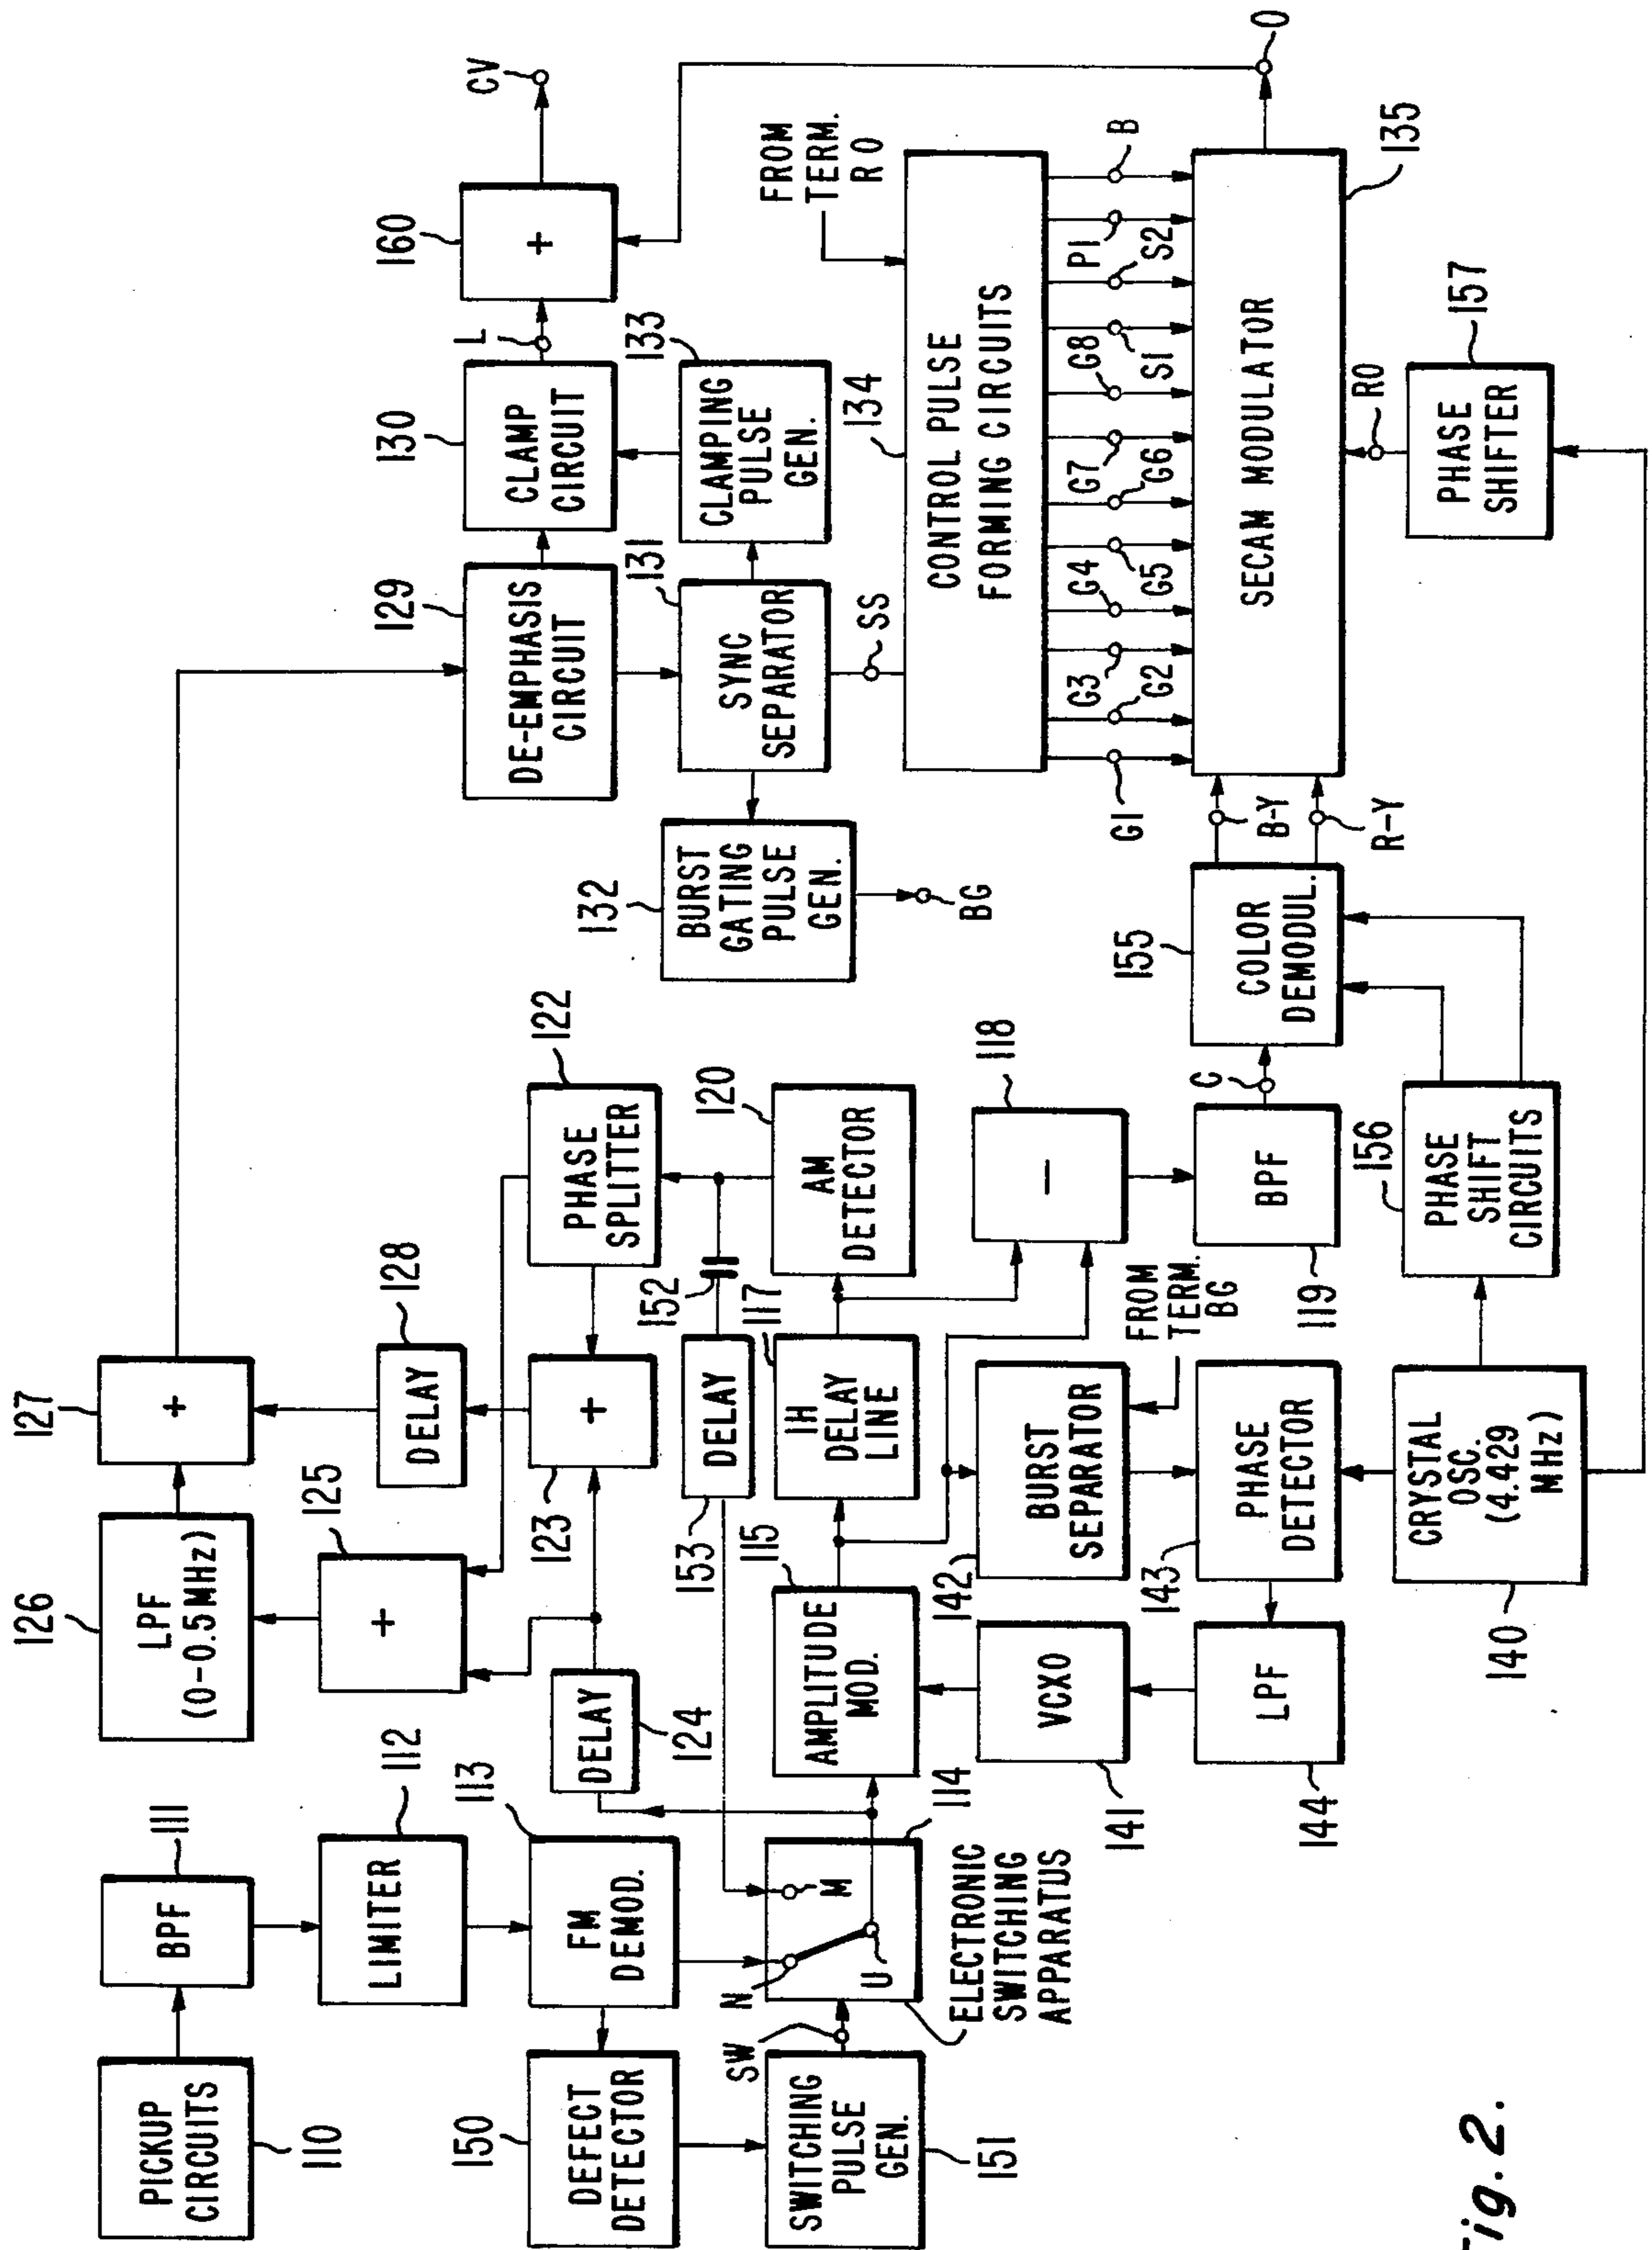 PICKUP
CIRCUITS
110
BPF
111
LIMITER
112
FM
DEMOD.
113
DEFECT
DETECTOR
150
SWITCHING
PULSE
GEN.
151
SW
N
M
U
114
ELECTRONIC
SWITCHING
APPARATUS
DELAY
124
AMPLITUDE
MOD.
115
VCXO
141
LPF
144
LPF
(0-0.5MHz)
126
+
125
+
127
DELAY
128
+
123
DELAY
153
152
1H
DELAY
LINE
117
BURST
SEPARATOR
142
FROM
TERM.
BG
PHASE
DETECTOR
143
CRYSTAL
OSC.
(4.429
MHz)
140
PHASE
SPLITTER
122
AM
DETECTOR
120
−
118
BPF
119
C
PHASE
SHIFT
CIRCUITS
156
COLOR
DEMODUL.
155
B-Y
R-Y
BURST
GATING
PULSE
GEN.
132
BG
DE-EMPHASIS
CIRCUIT
129
SYNC
SEPARATOR
131
SS
CLAMP
CIRCUIT
130
CLAMPING
PULSE
GEN.
133
L
+
160
CV
CONTROL PULSE
FORMING CIRCUITS
134
FROM
TERM.
RO
G1
G2
G3
G4
G5
G6
G7
G8
S1
S2
P1
B
SECAM MODULATOR
135
O
RO
PHASE
SHIFTER
157
Fig. 2.